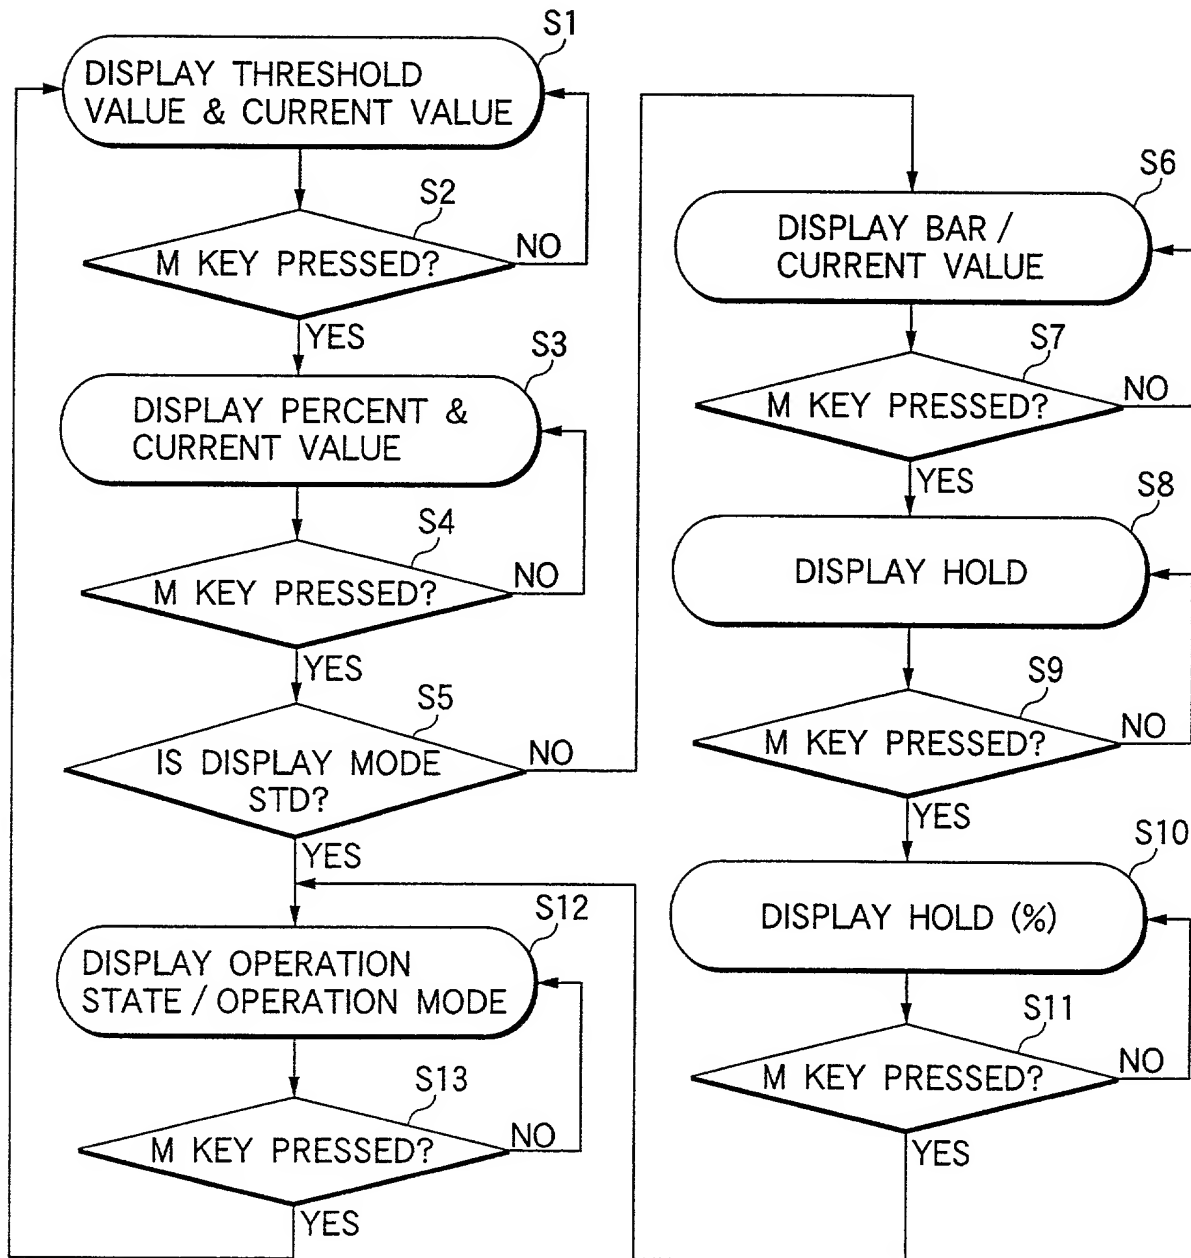 S1
DISPLAY THRESHOLD
VALUE & CURRENT VALUE
S2
M KEY PRESSED?
NO
YES
S3
DISPLAY PERCENT &
CURRENT VALUE
S4
M KEY PRESSED?
NO
YES
S5
IS DISPLAY MODE
STD?
NO
YES
S12
DISPLAY OPERATION
STATE / OPERATION MODE
S13
M KEY PRESSED?
NO
YES
S6
DISPLAY BAR /
CURRENT VALUE
S7
M KEY PRESSED?
NO
YES
S8
DISPLAY HOLD
S9
M KEY PRESSED?
NO
YES
S10
DISPLAY HOLD (%)
S11
M KEY PRESSED?
NO
YES